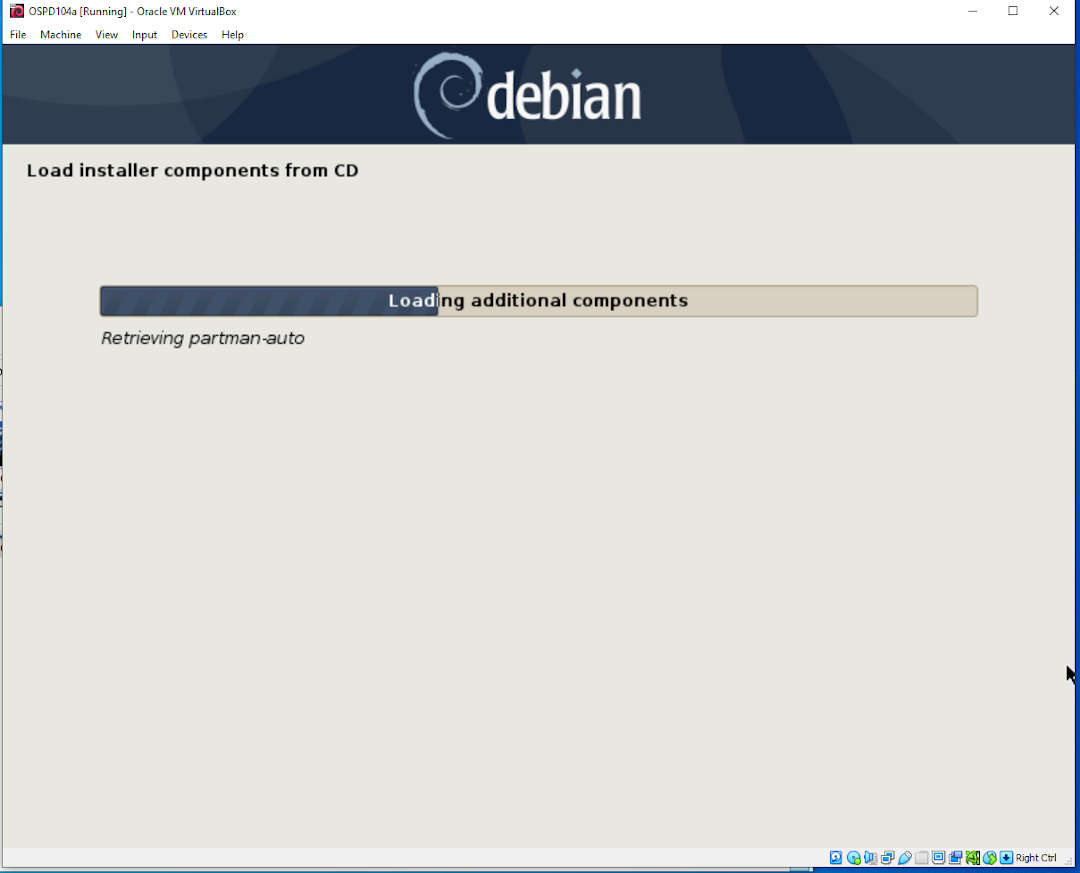 OSPD104a [Running] - Oracle VM VirtualBox
File Machine View Input Devices Help
debian
Load installer components from CD
Loading additional components
Retrieving partman-auto
Right Ctrl